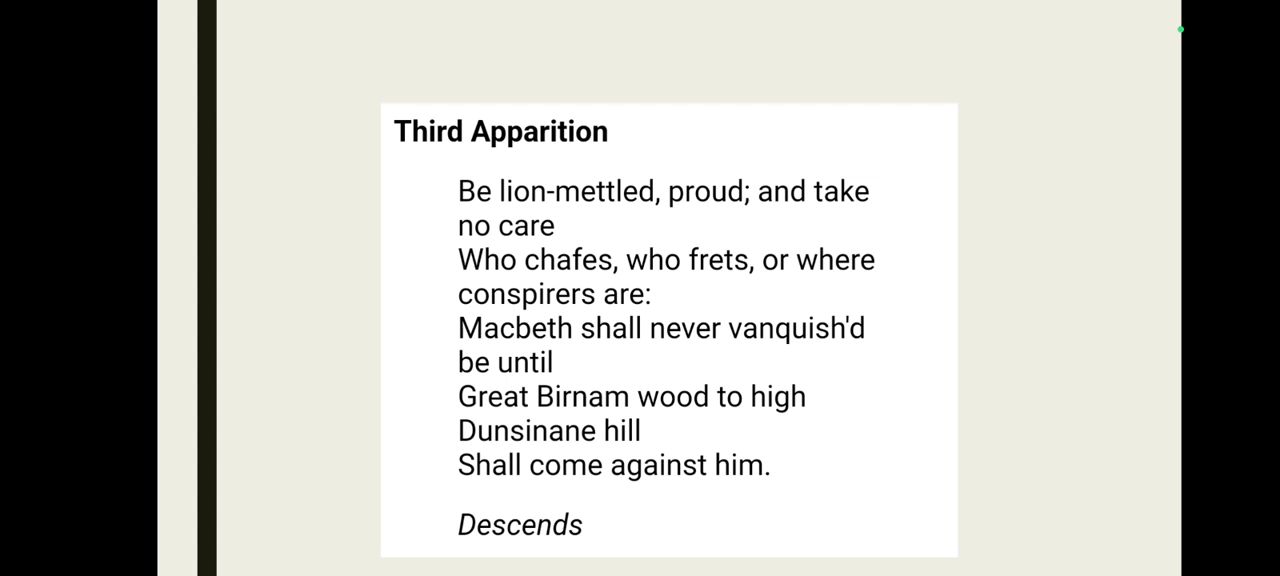 Third Apparition
Be lion-mettled, proud; and take
no care
Who chafes, who frets, or where
conspirers are:
Macbeth shall never vanquish'd
be until
Great Birnam wood to high
Dunsinane hill
Shall come against him.
Descends